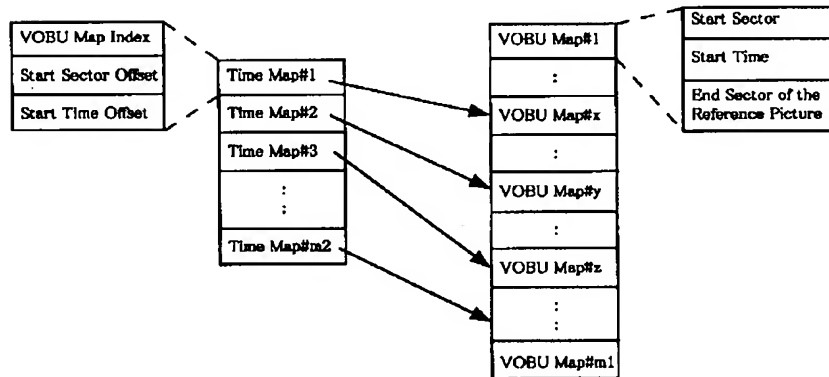 VOBU Map Index
Start Sector Offset
Start Time Offset
Time Map#1
Time Map#2
Time Map#3
:
:
Time Map#m2
VOBU Map#1
:
VOBU Map#x
:
VOBU Map#y
:
VOBU Map#z
:
:
VOBU Map#m1
Start Sector
Start Time
End Sector of the
Reference Picture